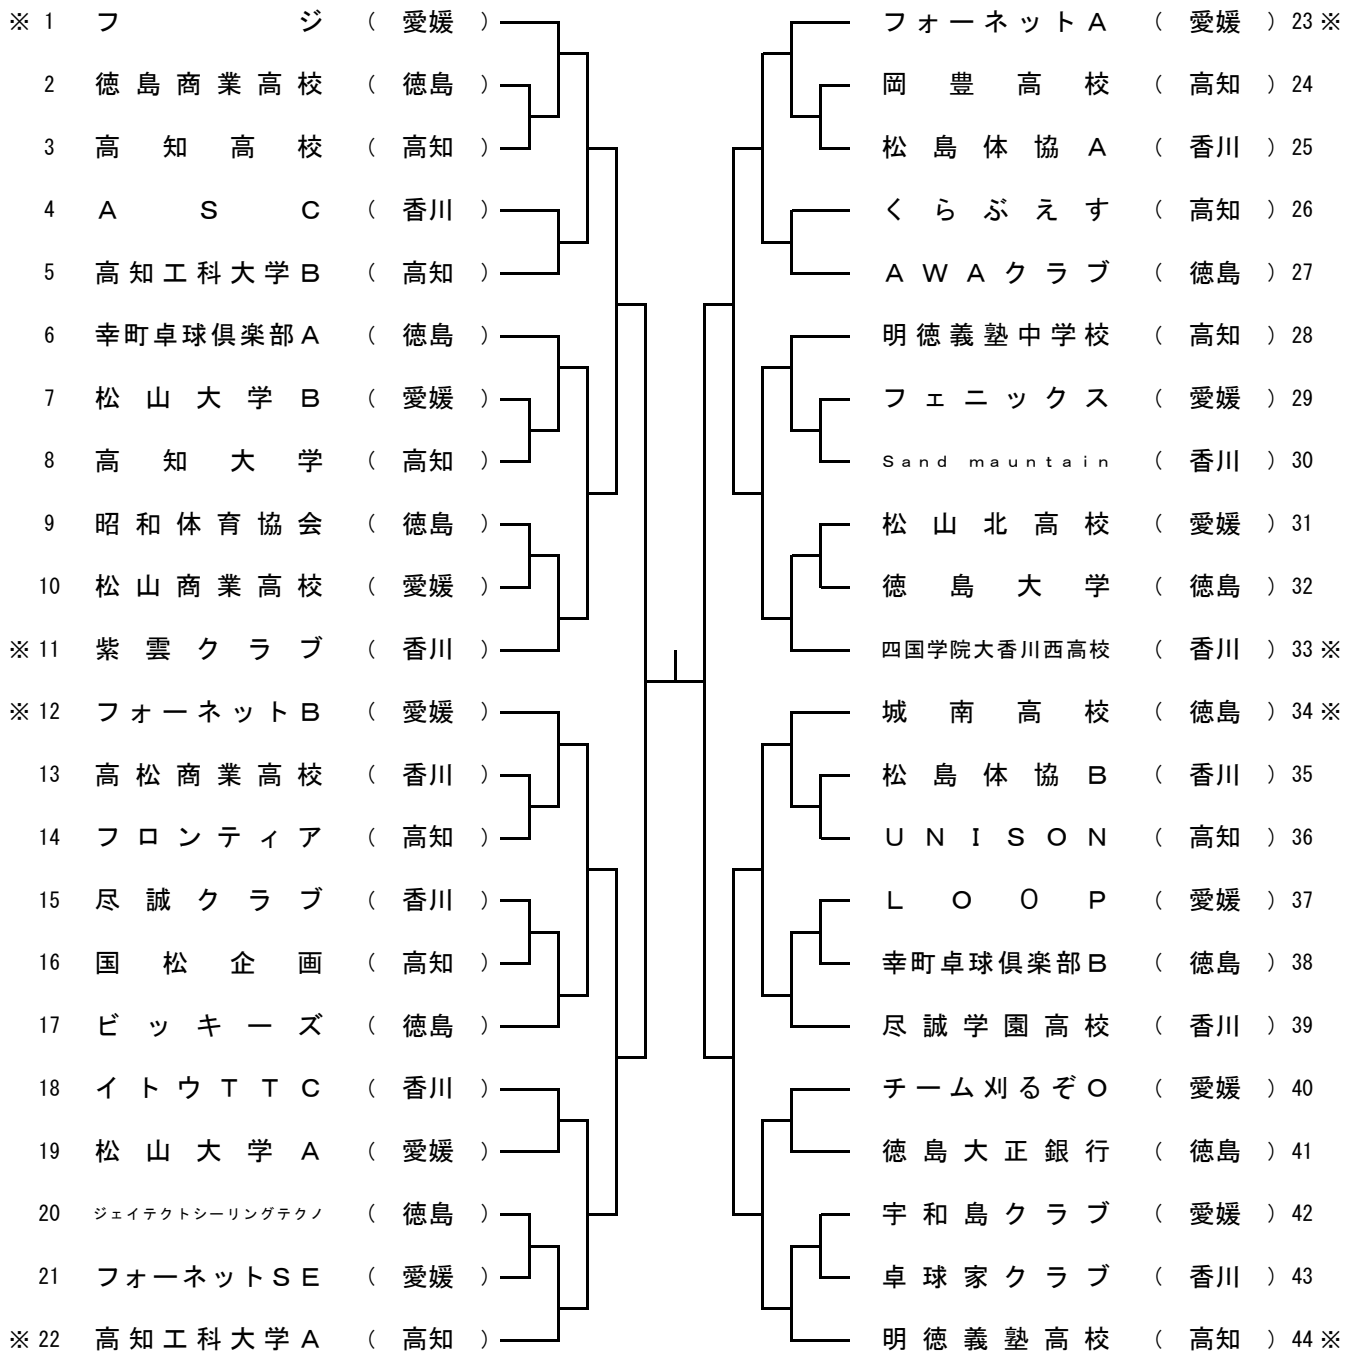 ※ 1 フジ （ 愛媛 ）
2 徳島商業高校 （ 徳島 ）
3 高知高校 （ 高知 ）
4 ＡＳＣ （ 香川 ）
5 高知工科大学Ｂ （ 高知 ）
6 幸町卓球倶楽部Ａ （ 徳島 ）
7 松山大学Ｂ （ 愛媛 ）
8 高知大学 （ 高知 ）
9 昭和体育協会 （ 徳島 ）
10 松山商業高校 （ 愛媛 ）
※ 11 紫雲クラブ （ 香川 ）
※ 12 フォーネットＢ （ 愛媛 ）
13 高松商業高校 （ 香川 ）
14 フロンティア （ 高知 ）
15 尽誠クラブ （ 香川 ）
16 国松企画 （ 高知 ）
17 ビッキーズ （ 徳島 ）
18 イトウＴＴＣ （ 香川 ）
19 松山大学Ａ （ 愛媛 ）
20 ジェイテクトシーリングテクノ （ 徳島 ）
21 フォーネットＳＥ （ 愛媛 ）
※ 22 高知工科大学Ａ （ 高知 ）
フォーネットＡ （ 愛媛 ） 23 ※
岡豊高校 （ 高知 ） 24
松島体協Ａ （ 香川 ） 25
くらぶえす （ 高知 ） 26
ＡＷＡクラブ （ 徳島 ） 27
明徳義塾中学校 （ 高知 ） 28
フェニックス （ 愛媛 ） 29
Ｓａｎｄ ｍａｕｎｔａｉｎ （ 香川 ） 30
松山北高校 （ 愛媛 ） 31
徳島大学 （ 徳島 ） 32
四国学院大香川西高校 （ 香川 ） 33 ※
城南高校 （ 徳島 ） 34 ※
松島体協Ｂ （ 香川 ） 35
ＵＮＩＳＯＮ （ 高知 ） 36
ＬＯ０Ｐ （ 愛媛 ） 37
幸町卓球倶楽部Ｂ （ 徳島 ） 38
尽誠学園高校 （ 香川 ） 39
チーム刈るぞＯ （ 愛媛 ） 40
徳島大正銀行 （ 徳島 ） 41
宇和島クラブ （ 愛媛 ） 42
卓球家クラブ （ 香川 ） 43
明徳義塾高校 （ 高知 ） 44 ※